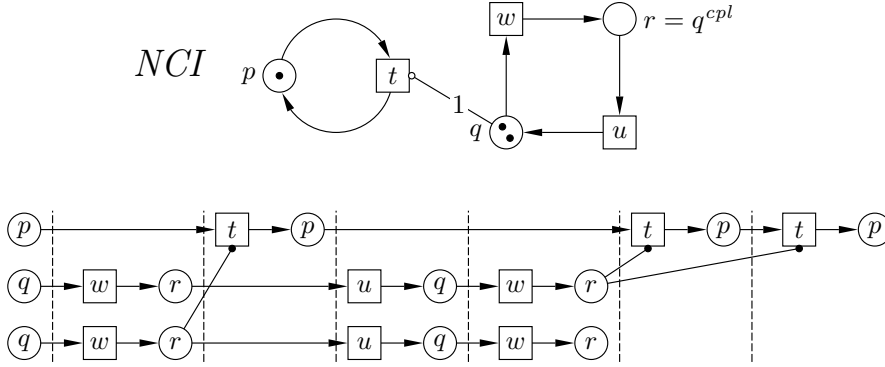 w r = q^{cpl}
NCI p t
1
q u
p t p t p t p
q w r u q w r
q w r u q w r